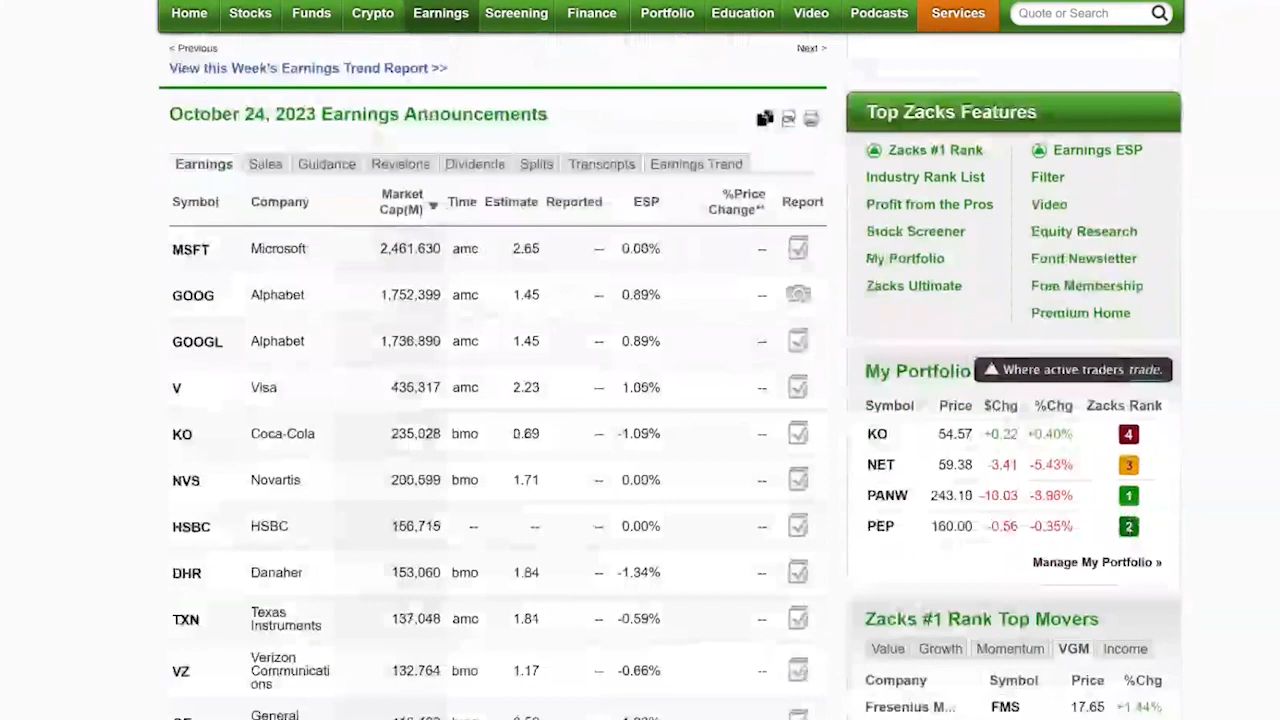 Home Stocks Funds Crypto Earnings Screening Finance Portfolio Education Video Podcasts Services Quote or Search
< Previous Next >
View this Week's Earnings Trend Report >>
October 24, 2023 Earnings Announcements
Earnings Sales Guidance Revisions Dividends Splits Transcripts Earnings Trend
Symbol Company Market Cap(M) Time Estimate Reported ESP %Price Change** Report
MSFT Microsoft 2,461,630 amc 2.65 -- 0.00% --
GOOG Alphabet 1,752,399 amc 1.45 -- 0.89% --
GOOGL Alphabet 1,736,890 amc 1.45 -- 0.89% --
V Visa 435,317 amc 2.23 -- 1.05% --
KO Coca-Cola 235,028 bmo 0.69 -- -1.09% --
NVS Novartis 206,599 bmo 1.71 -- 0.00% --
HSBC HSBC 156,715 -- -- -- 0.00% --
DHR Danaher 153,060 bmo 1.84 -- -1.34% --
TXN Texas Instruments 137,048 amc 1.81 -- -0.59% --
VZ Verizon Communicati ons 132,764 bmo 1.17 -- -0.66% --
General
Top Zacks Features
Zacks #1 Rank
Industry Rank List
Profit from the Pros
Stock Screener
My Portfolio
Zacks Ultimate
Earnings ESP
Filter
Video
Equity Research
Fund Newsletter
Free Membership
Premium Home
My Portfolio Where active traders trade.
Symbol Price $Chg %Chg Zacks Rank
KO 54.57 +0.22 +0.40% 4
NET 59.38 -3.41 -5.43% 3
PANW 243.10 -10.03 -3.96% 1
PEP 160.00 -0.56 -0.35% 2
Manage My Portfolio »
Zacks #1 Rank Top Movers
Value Growth Momentum VGM Income
Company Symbol Price %Chg
Fresenius M... FMS 17.65 +1.44%